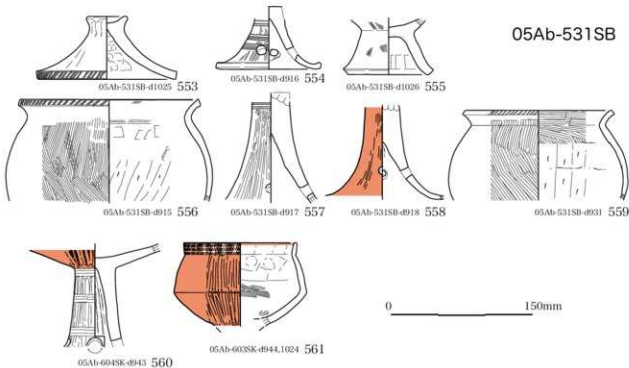 05Ab-531SB
05Ab-531SB-d1025 553
05Ab-531SB-d916 554
05Ab-531SB-d1026 555
05Ab-531SB-d915 556
05Ab-531SB-d917 557
05Ab-531SB-d918 558
05Ab-531SB-d931 559
05Ab-604SK-d943 560
05Ab-603SK-d944,1024 561
0 150mm